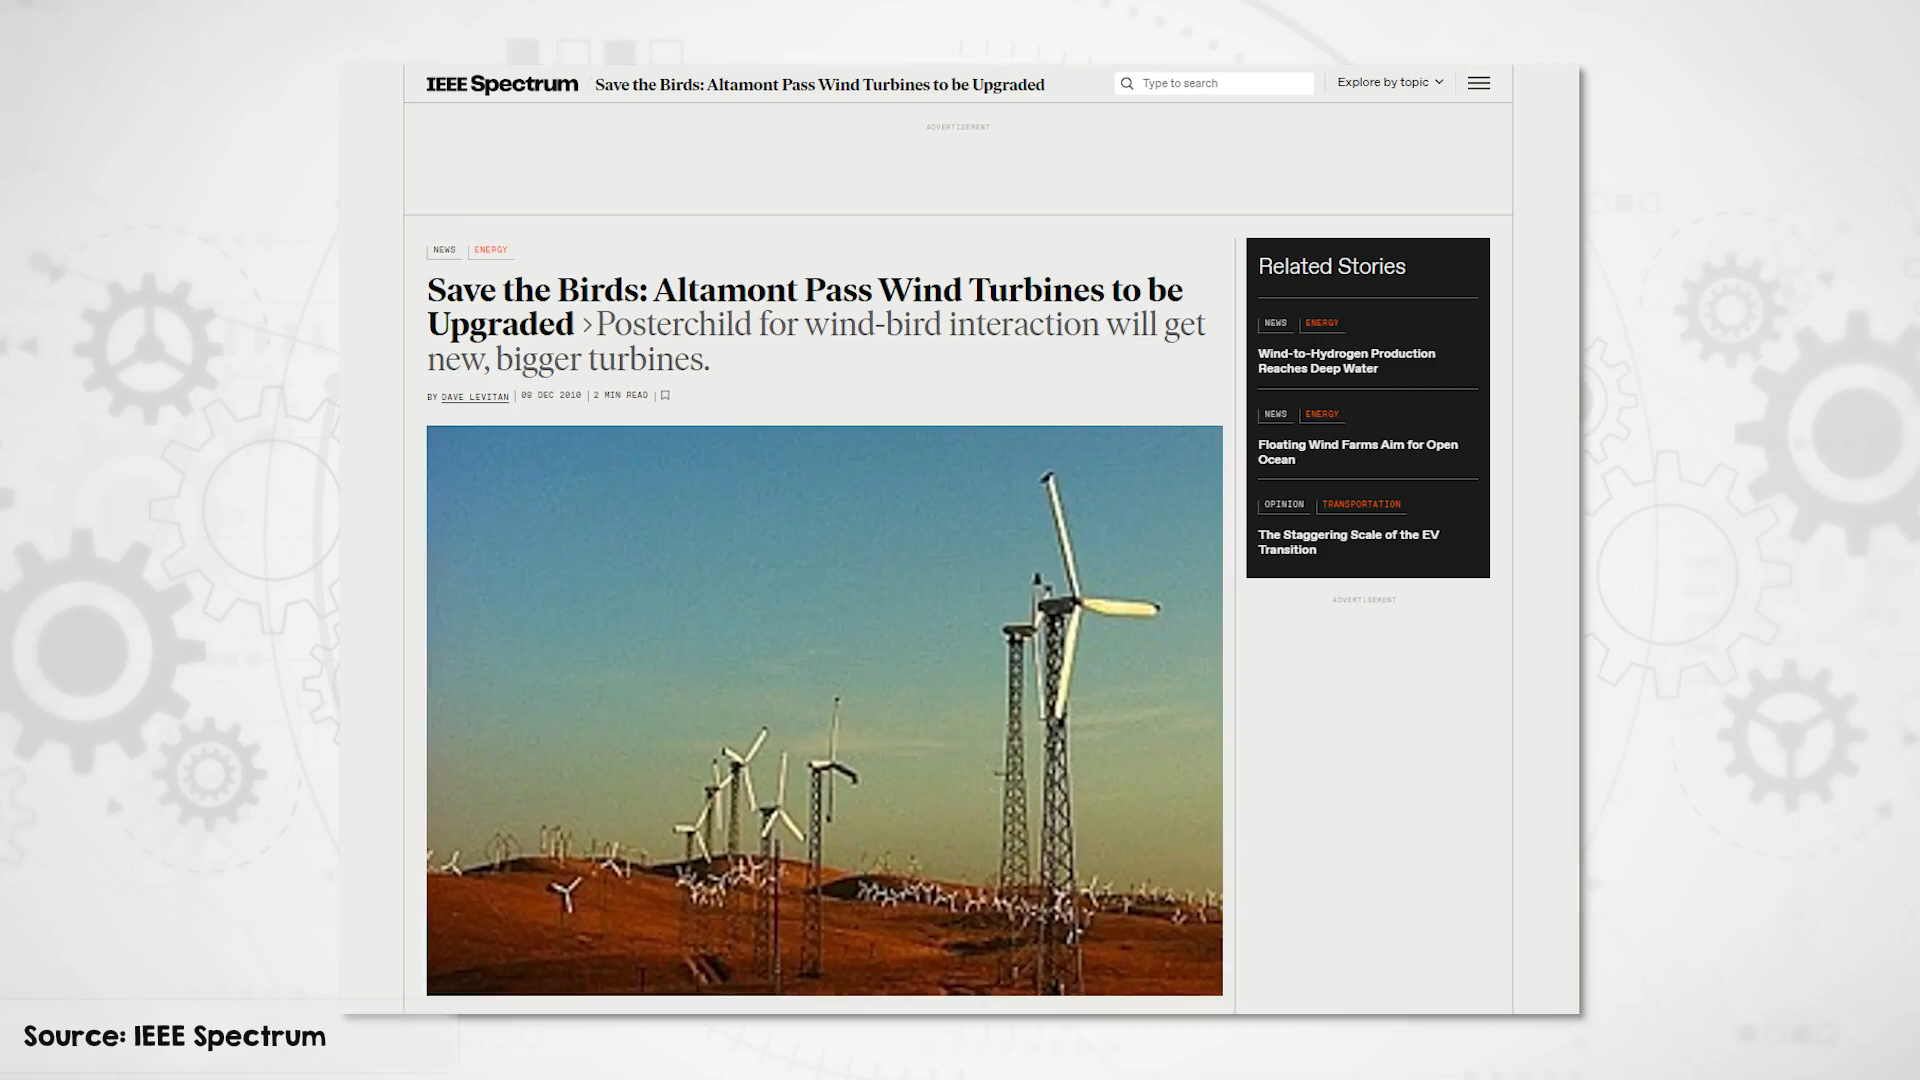 IEEE Spectrum
Save the Birds: Altamont Pass Wind Turbines to be Upgraded
Type to search
Explore by topic
ADVERTISEMENT
NEWS
ENERGY
Save the Birds: Altamont Pass Wind Turbines to be
Upgraded > Posterchild for wind-bird interaction will get
new, bigger turbines.
BY DAVE LEVITAN | 08 DEC 2010 | 2 MIN READ |
Related Stories
NEWS
ENERGY
Wind-to-Hydrogen Production
Reaches Deep Water
NEWS
ENERGY
Floating Wind Farms Aim for Open
Ocean
OPINION
TRANSPORTATION
The Staggering Scale of the EV
Transition
ADVERTISEMENT
Source: IEEE Spectrum